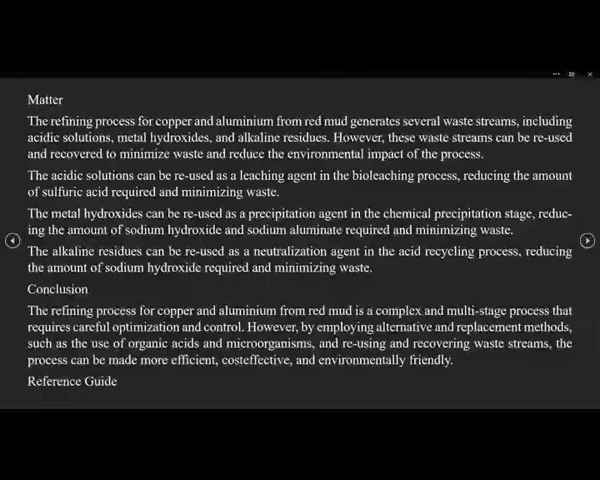 Matter
The refining process for copper and aluminium from red mud generates several waste streams, including
acidic solutions, metal hydroxides, and alkaline residues. However, these waste streams can be re-used
and recovered to minimize waste and reduce the environmental impact of the process.
The acidic solutions can be re-used as a leaching agent in the bioleaching process, reducing the amount
of sulfuric acid required and minimizing waste.
The metal hydroxides can be re-used as a precipitation agent in the chemical precipitation stage, reduc-
ing the amount of sodium hydroxide and sodium aluminate required and minimizing waste.
The alkaline residues can be re-used as a neutralization agent in the acid recycling process, reducing
the amount of sodium hydroxide required and minimizing waste.
Conclusion
The refining process for copper and aluminium from red mud is a complex and multi-stage process that
requires careful optimization and control. However, by employing alternative and replacement methods,
such as the use of organic acids and microorganisms, and re-using and recovering waste streams, the
process can be made more efficient, costeffective, and environmentally friendly.
Reference Guide